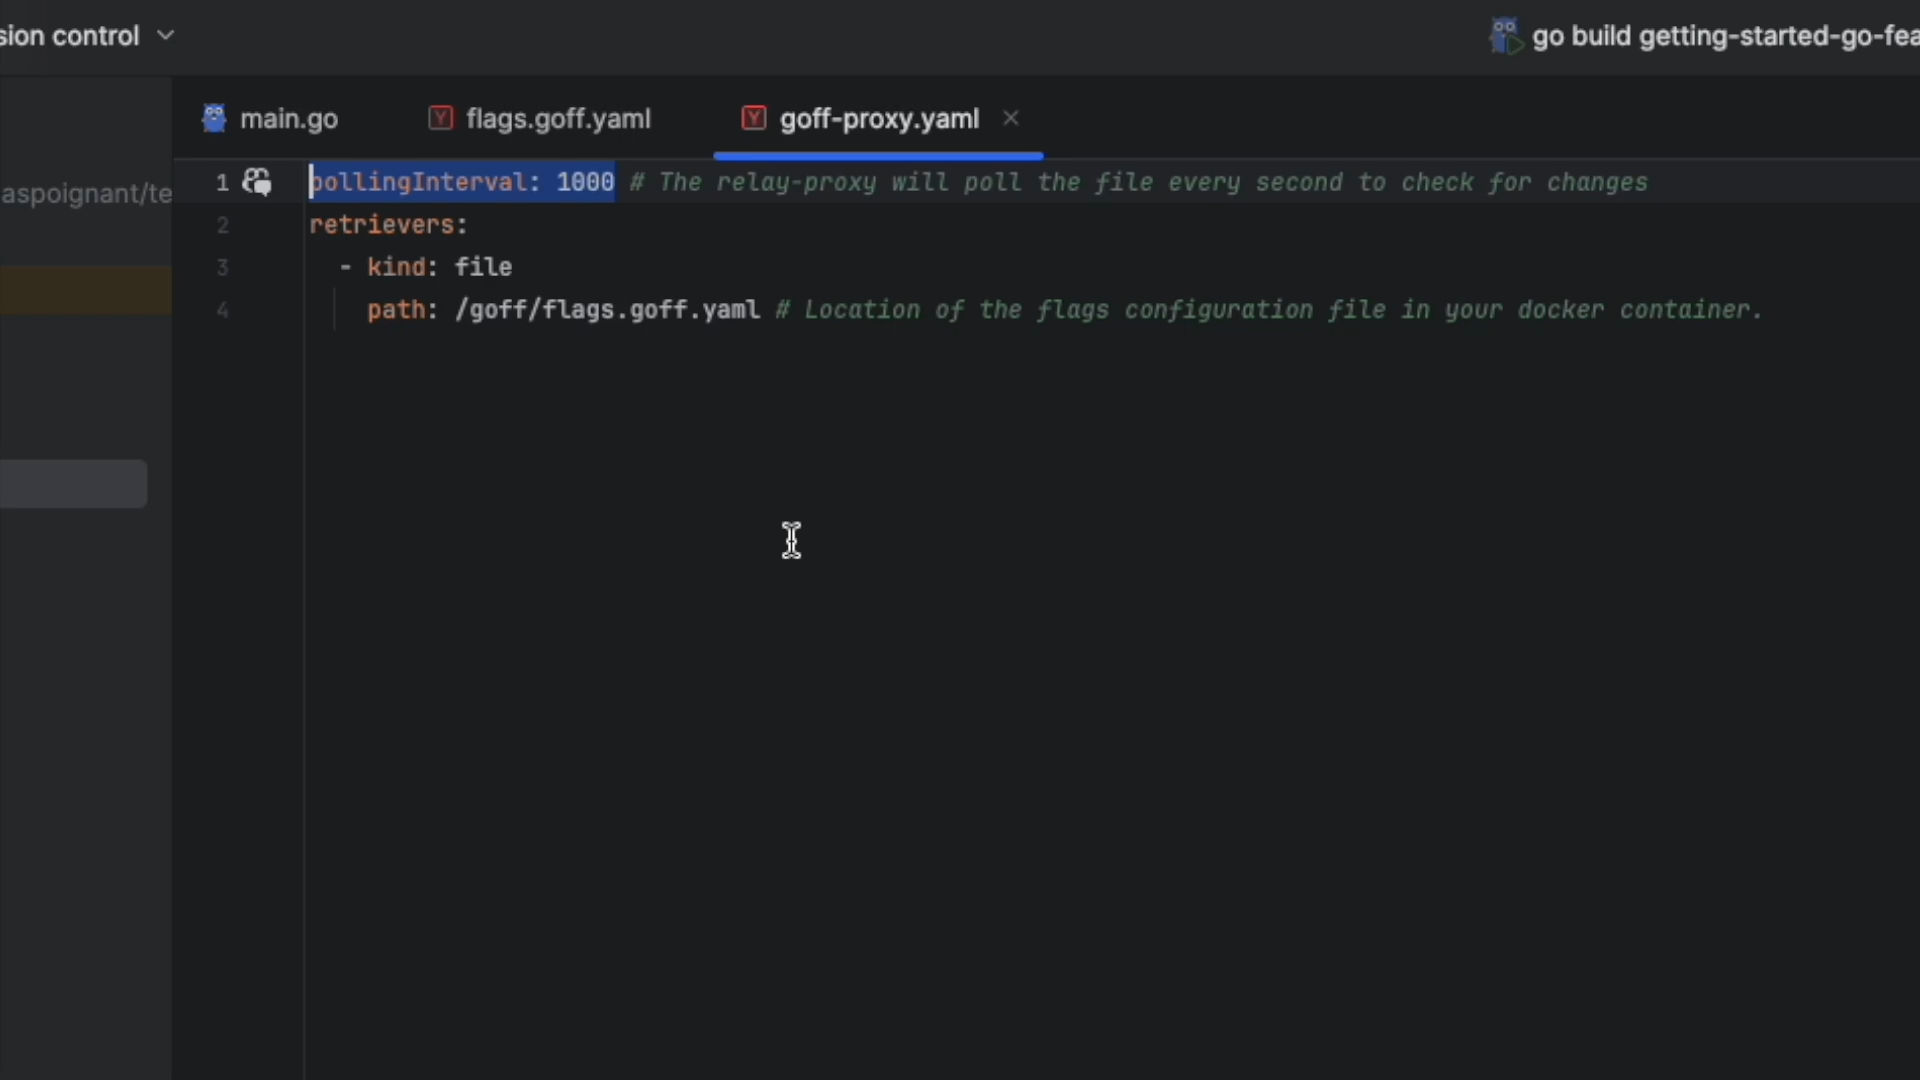 sion control
go build getting-started-go-fea
main.go
flags.goff.yaml
goff-proxy.yaml
aspoignant/te
1 pollingInterval: 1000 # The relay-proxy will poll the file every second to check for changes
2 retrievers:
3 - kind: file
4 path: /goff/flags.goff.yaml # Location of the flags configuration file in your docker container.